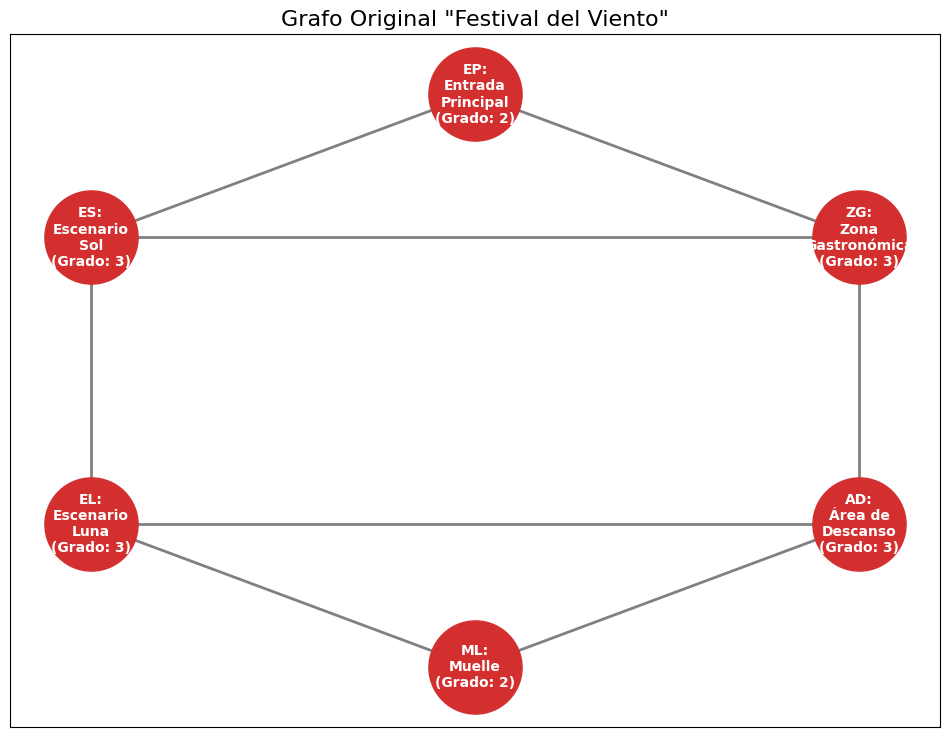 Grafo Original "Festival del Viento"
EP:
Entrada
Principal
(Grado: 2)
ES:
Escenario
Sol
(Grado: 3)
ZG:
Zona
Gastronómica
(Grado: 3)
EL:
Escenario
Luna
(Grado: 3)
AD:
Área de
Descanso
(Grado: 3)
ML:
Muelle
(Grado: 2)